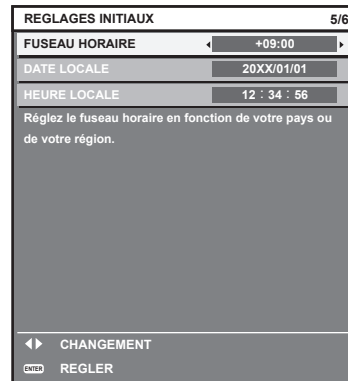 REGLAGES INITIAUX 5/6
FUSEAU HORAIRE +09:00
DATE LOCALE 20XX/01/01
HEURE LOCALE 12 : 34 : 56
Réglez le fuseau horaire en fonction de votre pays ou
de votre région.
CHANGEMENT
ENTER REGLER